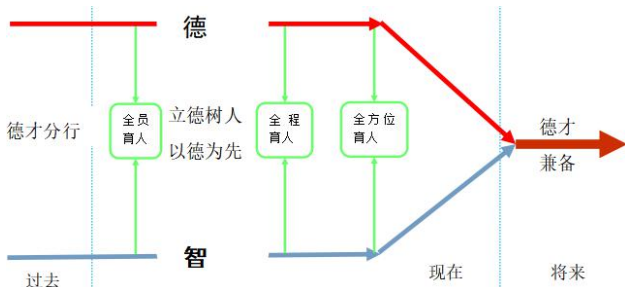 德
德才分行
全员
育人
立德树人
以德为先
全 程
育人
全方位
育人
德才
兼备
智
过去
现在
将来